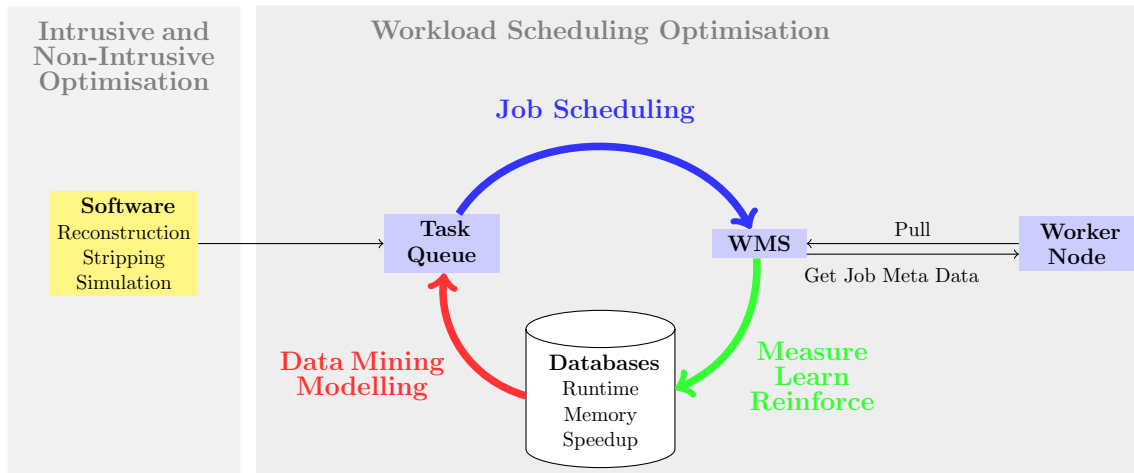 Intrusive and
Non-Intrusive
Optimisation
Workload Scheduling Optimisation
Job Scheduling
Software
Reconstruction
Stripping
Simulation
Task
Queue
WMS
Pull
Get Job Meta Data
Worker
Node
Data Mining
Modelling
Databases
Runtime
Memory
Speedup
Measure
Learn
Reinforce